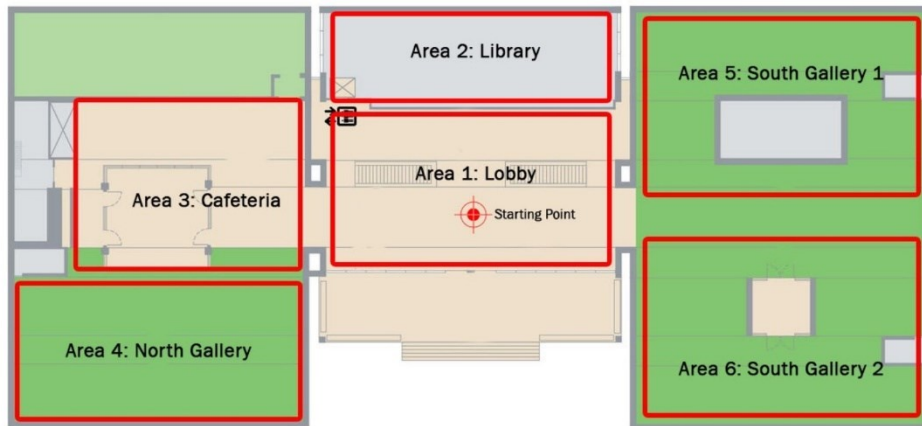 Area 2: Library
Area 5: South Gallery 1
Area 1: Lobby
Area 3: Cafeteria
Starting Point
Area 4: North Gallery
Area 6: South Gallery 2